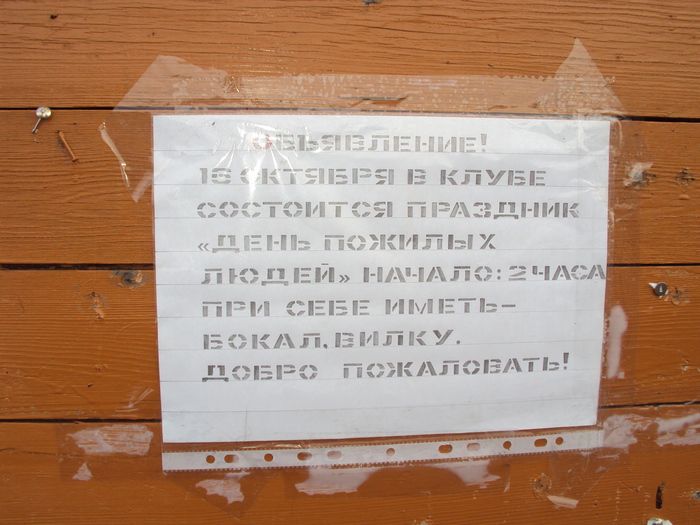 ОБЪЯВЛЕНИЕ!
16 ОКТЯБРЯ В КЛУБЕ
СОСТОИТСЯ ПРАЗДНИК
«ДЕНЬ ПОЖИЛЫХ
ЛЮДЕЙ» НАЧАЛО: 2 ЧАСА
ПРИ СЕБЕ ИМЕТЬ-
БОКАЛ, ВИЛКУ.
ДОБРО ПОЖАЛОВАТЬ!